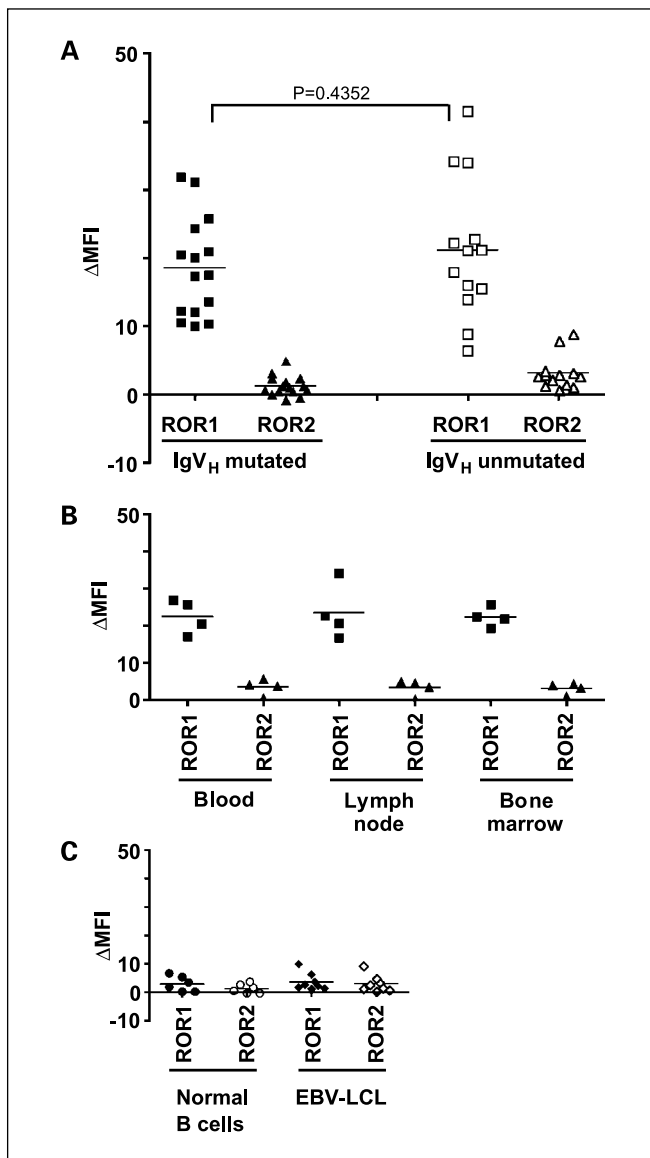 A
50
P=0.4352
ΔMFI
10
0
-10
ROR1 ROR2 ROR1 ROR2
IgVH mutated IgVH unmutated
B
50
ΔMFI
10
0
ROR1 ROR2 ROR1 ROR2 ROR1 ROR2
Blood Lymph node Bone marrow
C
50
ΔMFI
10
0
-10
ROR1 ROR2 ROR1 ROR2
Normal B cells EBV-LCL